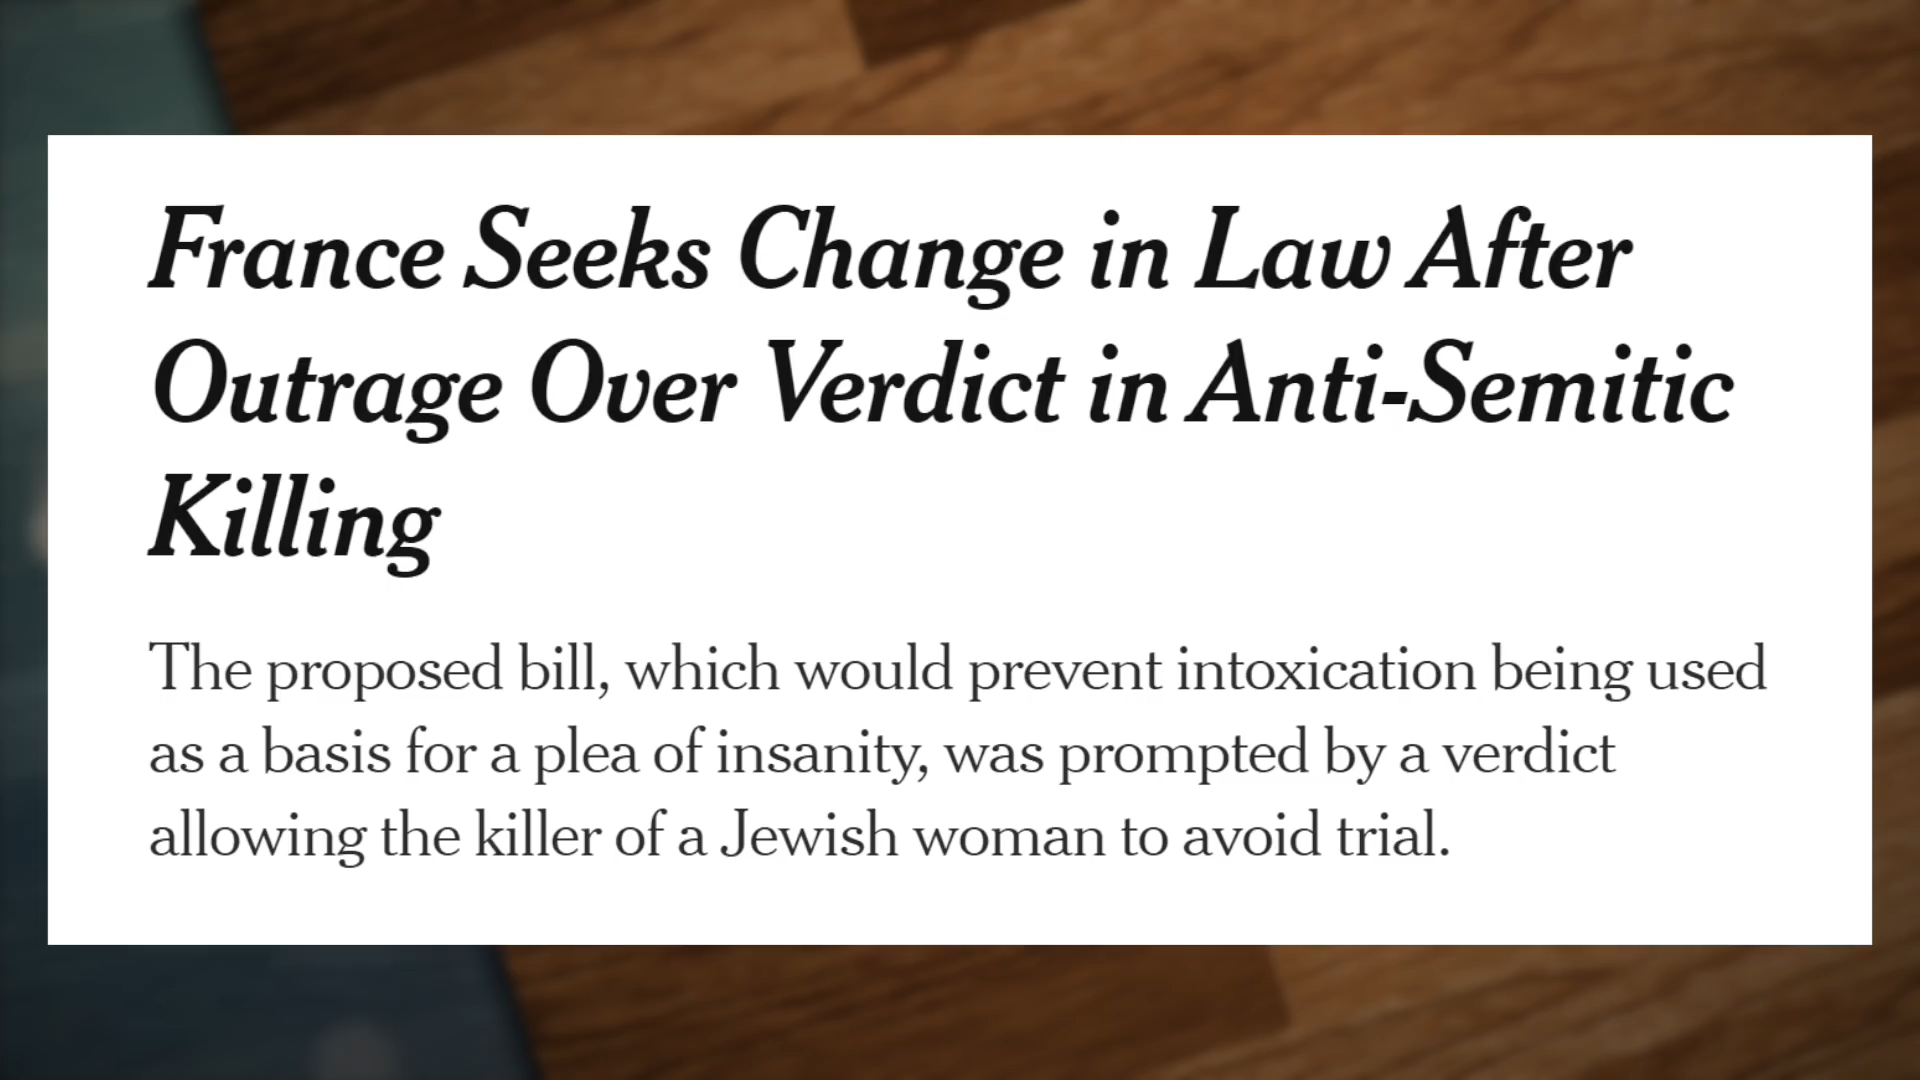 France Seeks Change in Law After
Outrage Over Verdict in Anti-Semitic
Killing
The proposed bill, which would prevent intoxication being used
as a basis for a plea of insanity, was prompted by a verdict
allowing the killer of a Jewish woman to avoid trial.